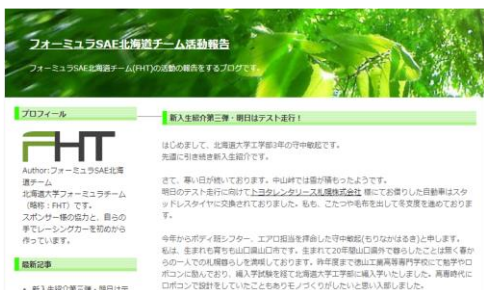 フォーミュラSAE北海道チーム活動報告
フォーミュラSAE北海道チーム(FHT)の活動の報告をするブログです。
プロフィール
FHT
Author:フォーミュラSAE北海
道チーム
北海道大学フォーミュラチーム
(略称：FHT) です。
スポンサー様の協力と、自らの
手でレーシングカーを初めから
作っています。
最新記事
新入生紹介第三弾・明日はテスト走行！
はじめまして、北海道大学工学部3年の守中敏起です。
先週に引き続き新入生紹介です。
さて、寒い日が続いております。中山峠では雪が積もったようです。
明日のテスト走行に向けてトヨタレンタリース札幌株式会社 様にてお借りした自動車はスタ
ッドレスタイヤに交換されておりました。私も、こたつや毛布を出して冬支度を進めておりま
す。
今年からボディ班シフター、エアロ担当を拝命した守中敏起(もりなかはるき)と申します。
私は、生まれも育ちも山口県山口市です。生まれて20年間山口県外で暮らしたことは無く春か
らの一人での札幌暮らしを満喫しております。昨年度まで徳山工業高等専門学校にて勉学やロ
ボコンに励んでおり、編入学試験を経て北海道大学工学部に編入学いたしました。高専時代に
ロボコンで設計をしていたこともありモノづくりがしたいと思い入部しました。